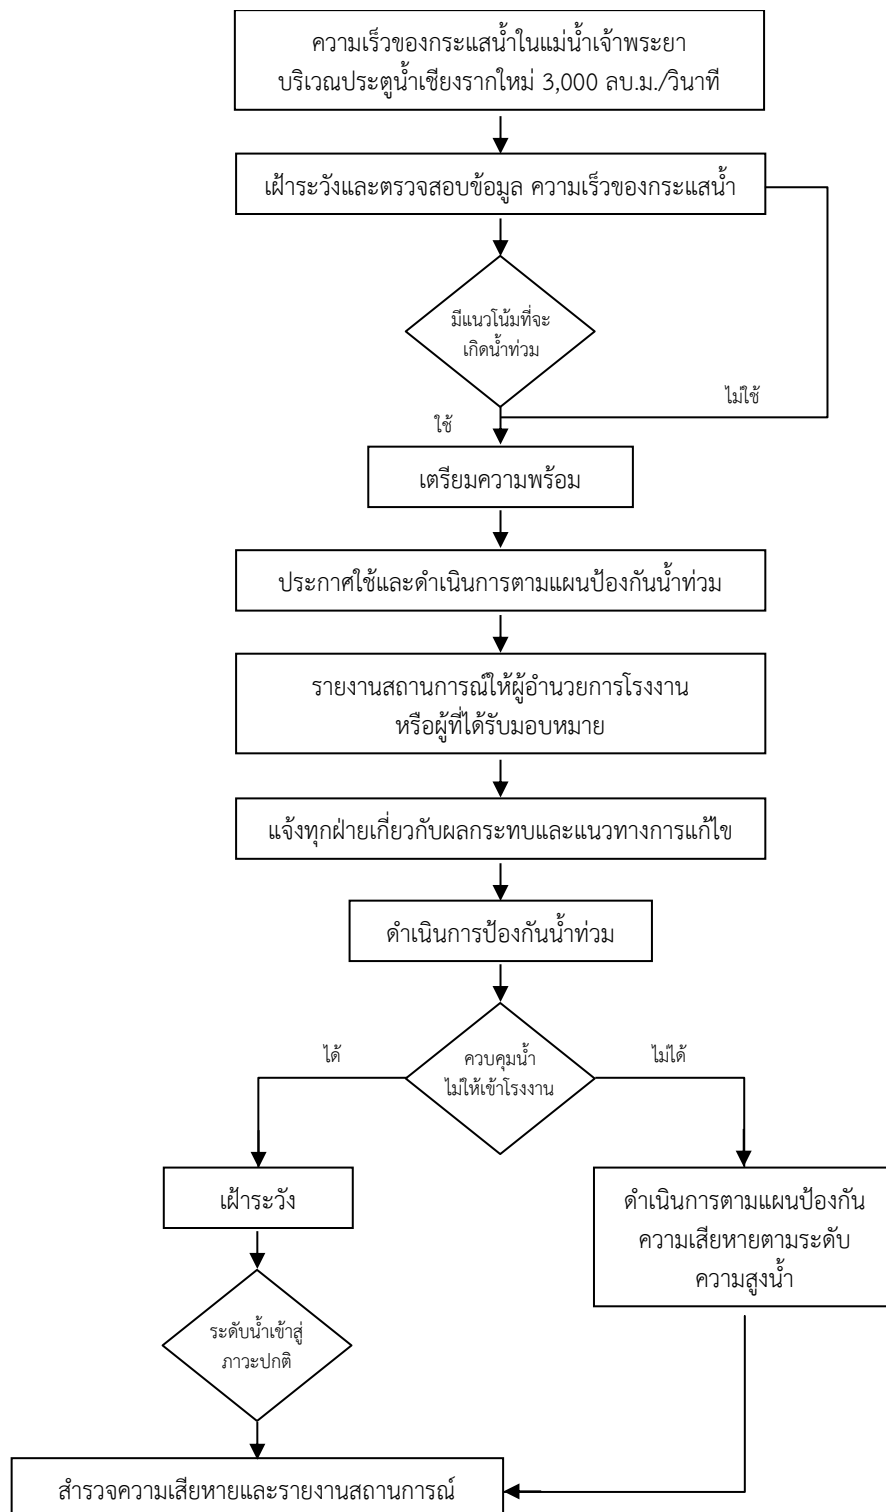 ความเร็วของกระแสน้ำในแม่น้ำเจ้าพระยา
บริเวณประตูน้ำเชียงรากใหม่ 3,000 ลบ.ม./วินาที
เฝ้าระวังและตรวจสอบข้อมูล ความเร็วของกระแสน้ำ
มีแนวโน้มที่จะ
เกิดน้ำท่วม
ไม่ใช้
ใช้
เตรียมความพร้อม
ประกาศใช้และดำเนินการตามแผนป้องกันน้ำท่วม
รายงานสถานการณ์ให้ผู้อำนวยการโรงงาน
หรือผู้ที่ได้รับมอบหมาย
แจ้งทุกฝ่ายเกี่ยวกับผลกระทบและแนวทางการแก้ไข
ดำเนินการป้องกันน้ำท่วม
ได้
ควบคุมน้ำ
ไม่ให้เข้าโรงงาน
ไม่ได้
เฝ้าระวัง
ดำเนินการตามแผนป้องกัน
ความเสียหายตามระดับ
ความสูงน้ำ
ระดับน้ำเข้าสู่
ภาวะปกติ
สำรวจความเสียหายและรายงานสถานการณ์